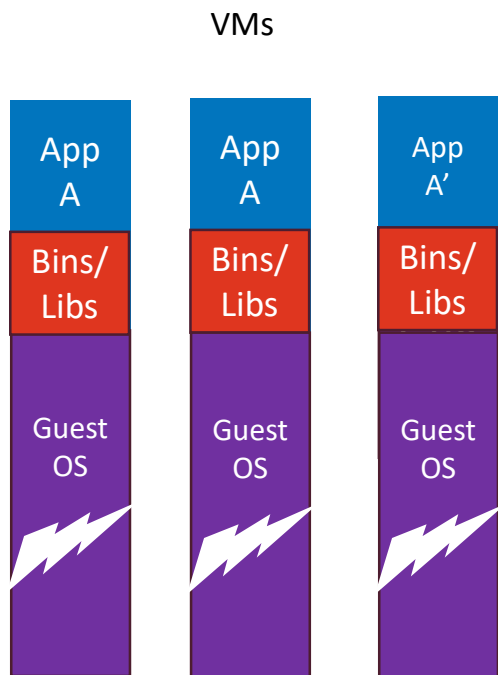 VMs
App
A
Bins/
Libs
Guest
OS
App
A
Bins/
Libs
Guest
OS
App
A’
Bins/
Libs
Guest
OS